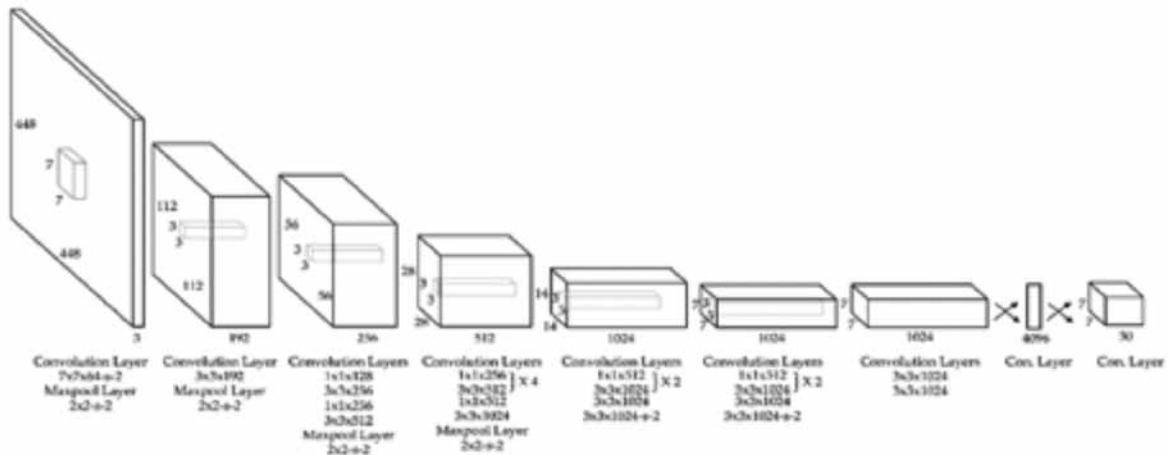 448
7
7
448
3
112
3
3
112
892
56
3
3
56
256
28
3
3
28
512
14
3
3
14
1024
7
3
3
7
1024
7
7
1024
4096
7
7
30
Convolution Layer
7x7x64-s-2
Maxpool Layer
2x2-s-2
Convolution Layer
3x3x892
Maxpool Layer
2x2-s-2
Convolution Layers
1x1x128
3x3x256
1x1x256
3x3x512
Maxpool Layer
2x2-s-2
Convolution Layers
1x1x256
3x3x512
} X 4
1x1x512
3x3x1024
Maxpool Layer
2x2-s-2
Convolution Layers
1x1x512
3x3x1024
} X 2
3x3x1024
3x3x1024-s-2
Convolution Layers
1x1x512
3x3x1024
} X 2
3x3x1024
3x3x1024-s-2
Convolution Layers
3x3x1024
3x3x1024
Con. Layer
Con. Layer